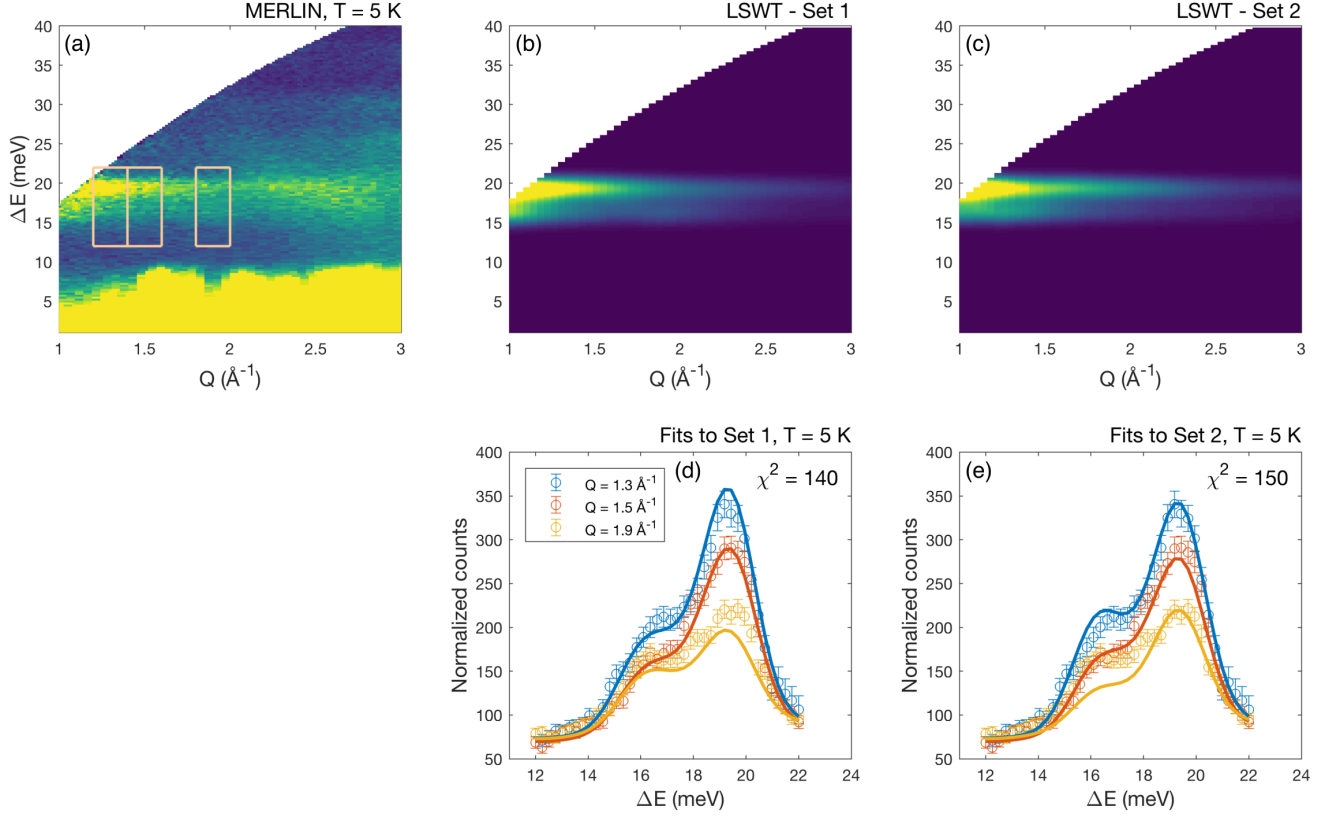 MERLIN, T = 5 K
(a)
40
35
30
25
20
15
10
5
ΔE (meV)
1 1.5 2 2.5 3
Q (Å⁻¹)
LSWT - Set 1
(b)
40
35
30
25
20
15
10
5
1 1.5 2 2.5 3
Q (Å⁻¹)
LSWT - Set 2
(c)
40
35
30
25
20
15
10
5
1 1.5 2 2.5 3
Q (Å⁻¹)
Fits to Set 1, T = 5 K
(d)
χ² = 140
Q = 1.3 Å⁻¹
Q = 1.5 Å⁻¹
Q = 1.9 Å⁻¹
400
350
300
250
200
150
100
50
Normalized counts
12 14 16 18 20 22 24
ΔE (meV)
Fits to Set 2, T = 5 K
(e)
χ² = 150
400
350
300
250
200
150
100
50
Normalized counts
12 14 16 18 20 22 24
ΔE (meV)